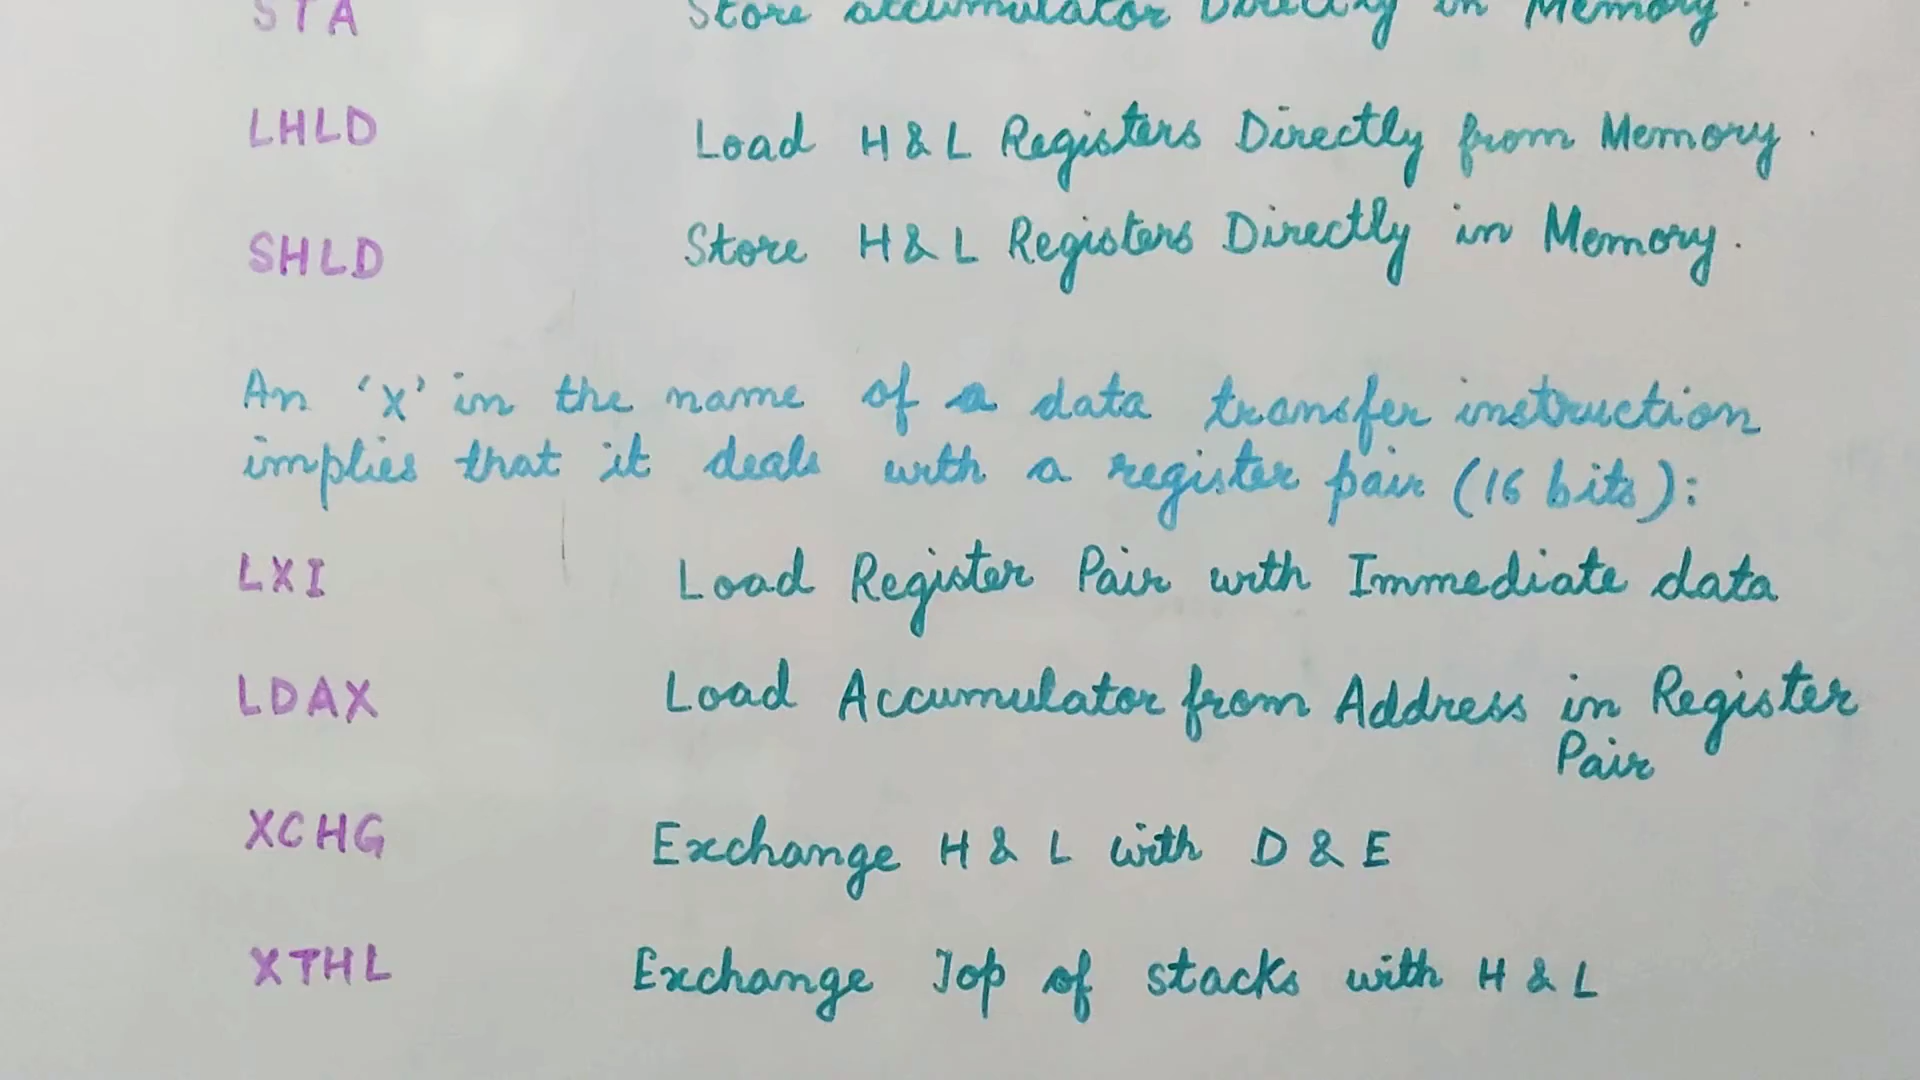 STA Store accumulator Directly in Memory.
LHLD Load H & L Registers Directly from Memory.
SHLD Store H & L Registers Directly in Memory.
An 'X' in the name of a data transfer instruction
implies that it deals with a register pair (16 bits):
LXI Load Register Pair with Immediate data
LDAX Load Accumulator from Address in Register
Pair
XCHG Exchange H & L with D & E
XTHL Exchange Top of stacks with H & L